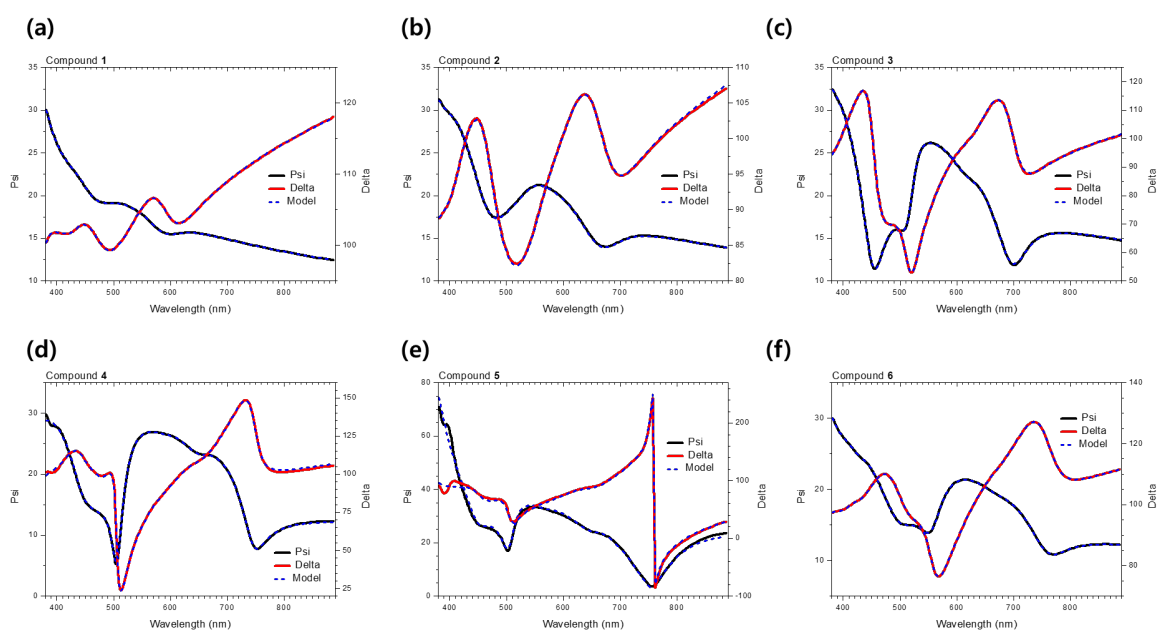 (a)
Compound 1
35
30
25
20
15
10
Psi
120
110
100
Delta
Psi
Delta
Model
400 500 600 700 800
Wavelength (nm)
(b)
Compound 2
35
30
25
20
15
10
Psi
110
105
100
95
90
85
80
Delta
Psi
Delta
Model
400 500 600 700 800
Wavelength (nm)
(c)
Compound 3
35
30
25
20
15
10
Psi
120
110
100
90
80
70
60
50
Delta
Psi
Delta
Model
400 500 600 700 800
Wavelength (nm)
(d)
Compound 4
30
20
10
0
Psi
150
125
100
75
50
25
Delta
Psi
Delta
Model
400 500 600 700 800
Wavelength (nm)
(e)
Compound 5
80
60
40
20
0
Psi
200
100
0
-100
Delta
Psi
Delta
Model
400 500 600 700 800
Wavelength (nm)
(f)
Compound 6
30
20
10
Psi
140
120
100
80
Delta
Psi
Delta
Model
400 500 600 700 800
Wavelength (nm)